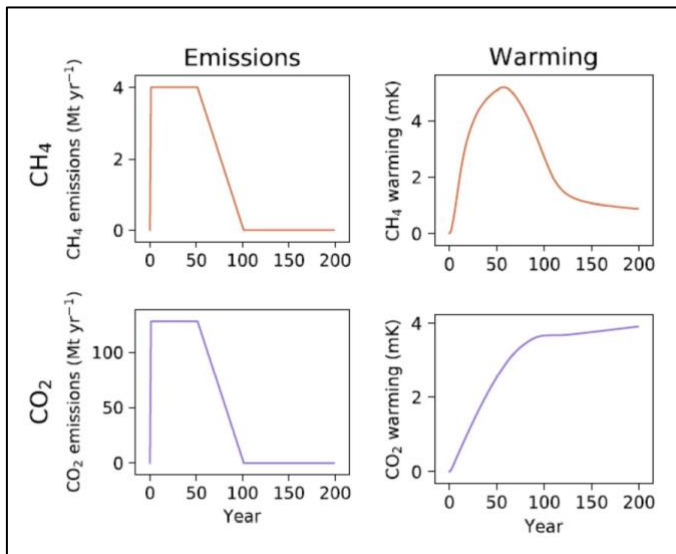 Emissions
Warming
CH₄
CH₄ emissions (Mt yr⁻¹)
4
2
0
0 50 100 150 200
CH₄ warming (mK)
4
2
0
0 50 100 150 200
CO₂
CO₂ emissions (Mt yr⁻¹)
100
50
0
0 50 100 150 200
Year
CO₂ warming (mK)
4
2
0
0 50 100 150 200
Year